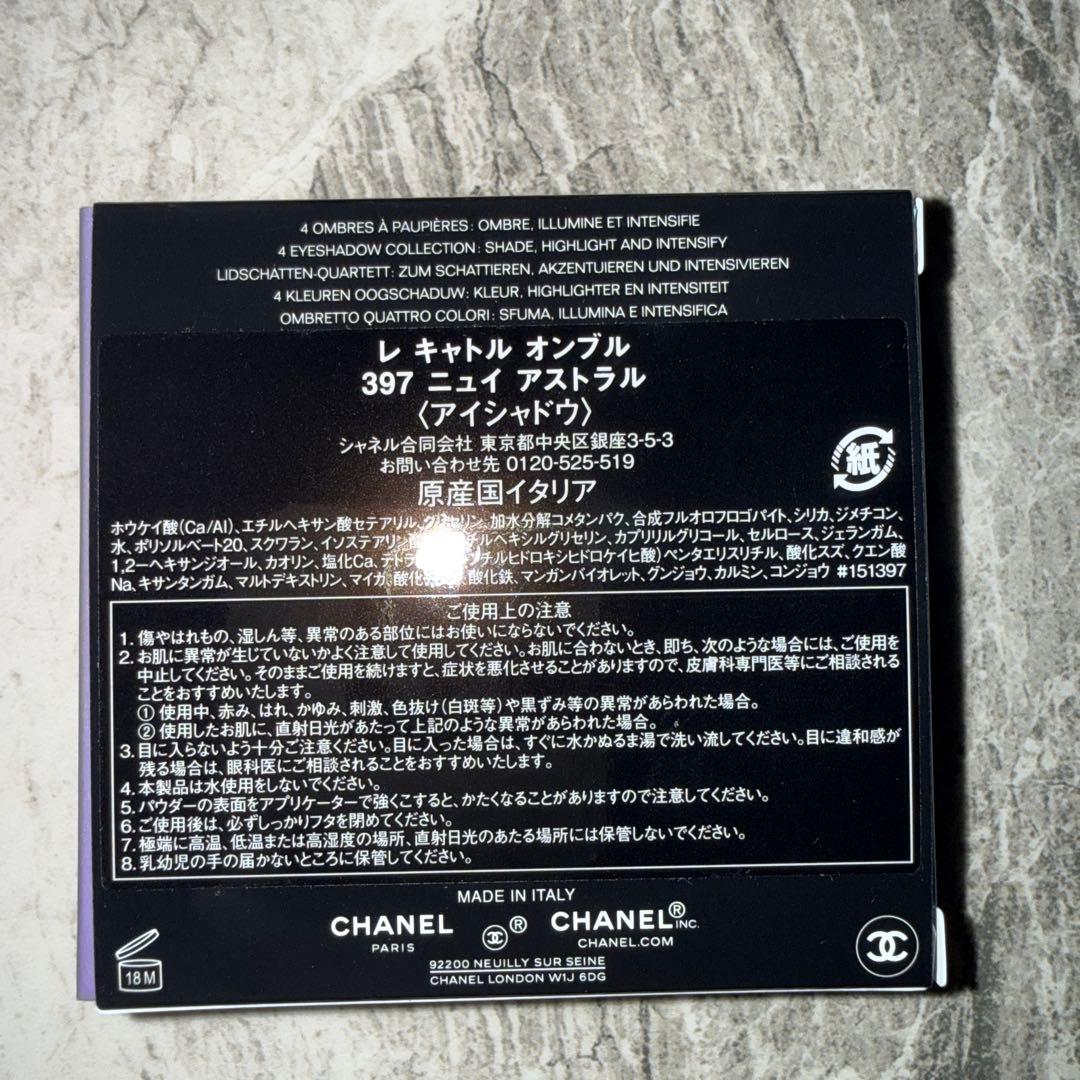 4 OMBRES À PAUPIÈRES : OMBRE, ILLUMINE ET INTENSIFIE
4 EYESHADOW COLLECTION : SHADE, HIGHLIGHT AND INTENSIFY
LIDSCHATTEN-QUARTETT : ZUM SCHATTIEREN, AKZENTUIEREN UND INTENSIVIEREN
4 KLEUREN OOGSCHADUW : KLEUR, HIGHLIGHTER EN INTENSITEIT
OMBRETTO QUATTRO COLORI : SFUMA, ILLUMINA E INTENSIFICA
レ キャトル オンブル
397 ニュイ アストラル
〈アイシャドウ〉
シャネル合同会社 東京都中央区銀座3-5-3
お問い合わせ先 0120-525-519
原産国イタリア
紙
ホウケイ酸(Ca/Al)、エチルヘキサン酸セテアリル、グリセリン、加水分解コメタンパク、合成フルオロフロゴパイト、シリカ、ジメチコン、
水、ポリソルベート20、スクワラン、イソステアリン チルヘキシルグリセリン、カプリリルグリコール、セルロース、ジェランガム、
1,2-ヘキサンジオール、カオリン、塩化Ca、テトラ ブチルヒドロキシヒドロケイヒ酸)ペンタエリスリチル、酸化スズ、クエン酸
Na、キサンタンガム、マルトデキストリン、マイカ、酸化 酸化鉄、マンガンバイオレット、グンジョウ、カルミン、コンジョウ #151397
ご使用上の注意
1. 傷やはれもの、湿しん等、異常のある部位にはお使いにならないでください。
2. お肌に異常が生じていないかよく注意して使用してください。お肌に合わないとき、即ち、次のような場合には、ご使用を
中止してください。そのままご使用を続けますと、症状を悪化させることがありますので、皮膚科専門医等にご相談される
ことをおすすめいたします。
① 使用中、赤み、はれ、かゆみ、刺激、色抜け(白斑等)や黒ずみ等の異常があらわれた場合。
② 使用したお肌に、直射日光があたって上記のような異常があらわれた場合。
3. 目に入らないよう十分ご注意ください。目に入った場合は、すぐに水かぬるま湯で洗い流してください。目に違和感が
残る場合は、眼科医にご相談されることをおすすめいたします。
4. 本製品は水使用をしないでください。
5. パウダーの表面をアプリケーターで強くこすると、かたくなることがありますので注意してください。
6. ご使用後は、必ずしっかりフタを閉めてください。
7. 極端に高温、低温または高湿度の場所、直射日光のあたる場所には保管しないでください。
8. 乳幼児の手の届かないところに保管してください。
MADE IN ITALY
CHANEL ® CHANEL® INC.
PARIS CHANEL.COM
92200 NEUILLY SUR SEINE
CHANEL LONDON W1J 6DG
18 M